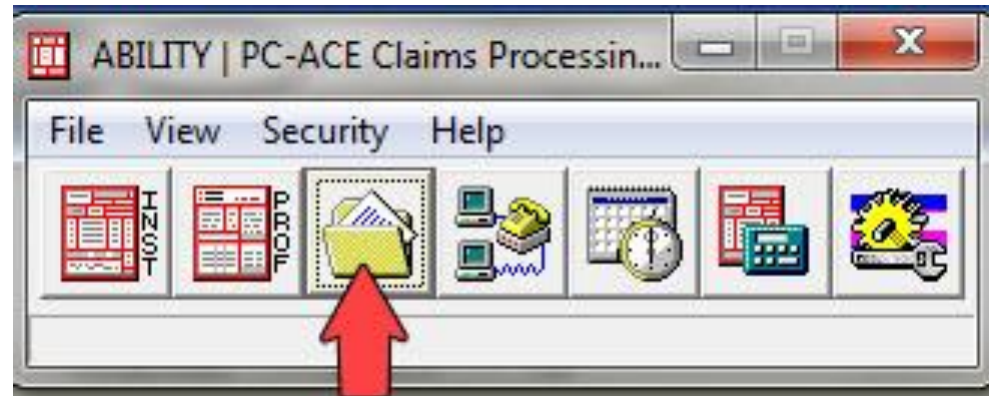 ABILITY | PC-ACE Claims Processin...
File View Security Help
INST
PROF